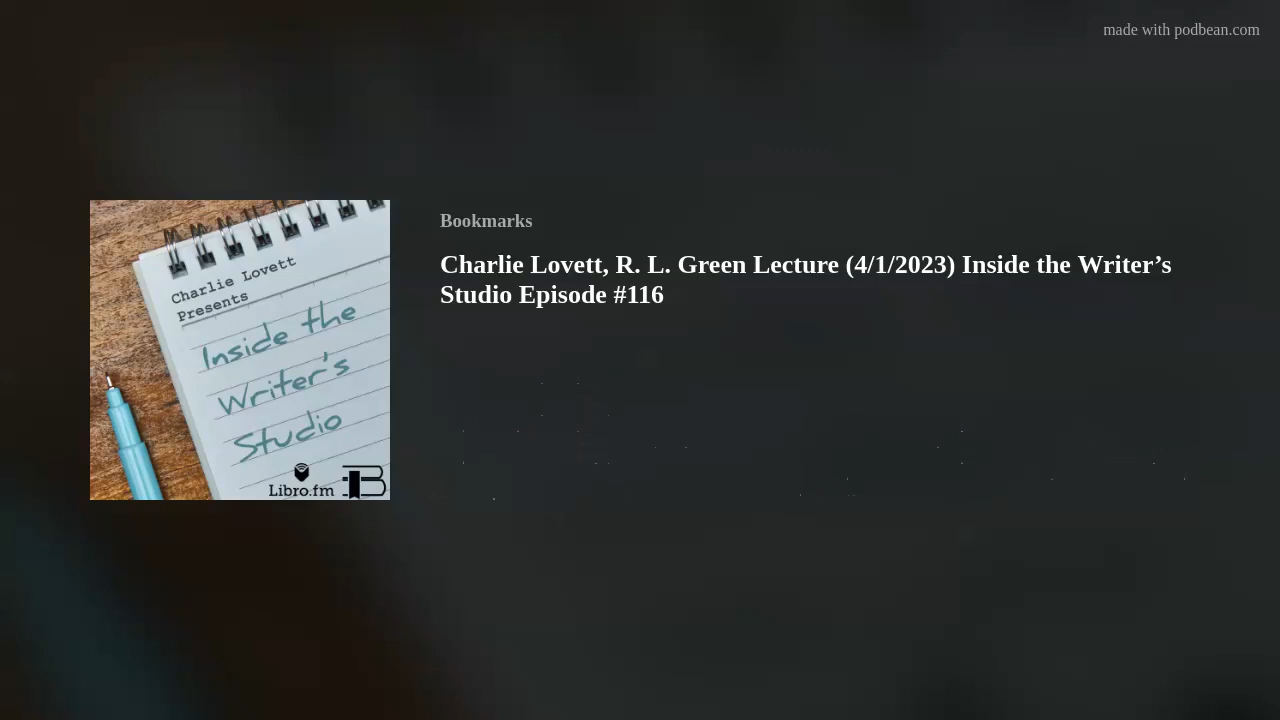 made with podbean.com
Charlie Lovett
Presents
Inside the
Writer's
Studio
Libro.fm
B
Bookmarks
Charlie Lovett, R. L. Green Lecture (4/1/2023) Inside the Writer’s
Studio Episode #116